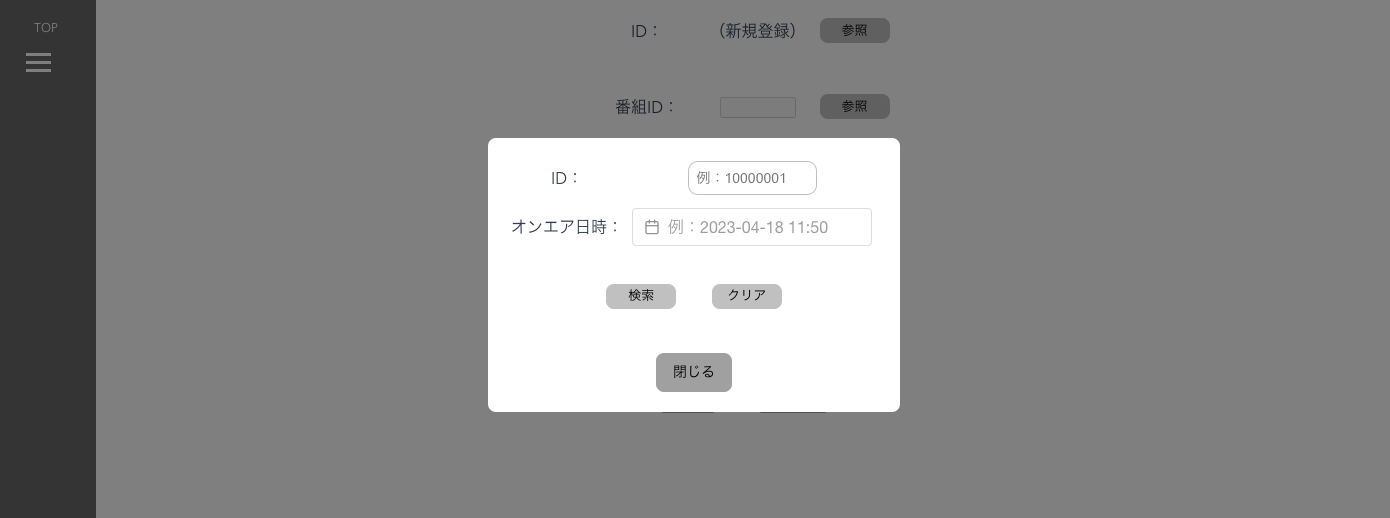 TOP
ID： （新規登録） 参照
番組ID： 参照
ID： 例：10000001
オンエア日時： 例：2023-04-18 11:50
検索 クリア
閉じる